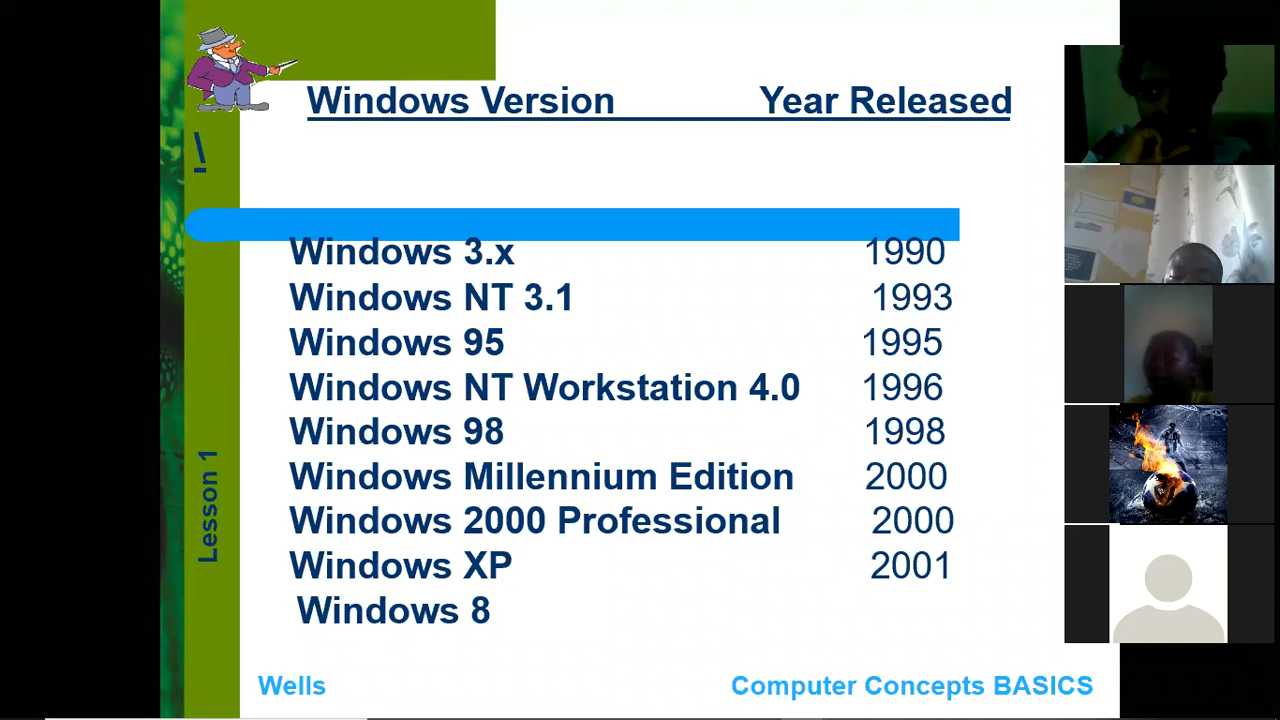 Windows Version Year Released
\
Windows 3.x 1990
Windows NT 3.1 1993
Windows 95 1995
Windows NT Workstation 4.0 1996
Windows 98 1998
Windows Millennium Edition 2000
Windows 2000 Professional 2000
Windows XP 2001
Windows 8
Lesson 1
Wells Computer Concepts BASICS